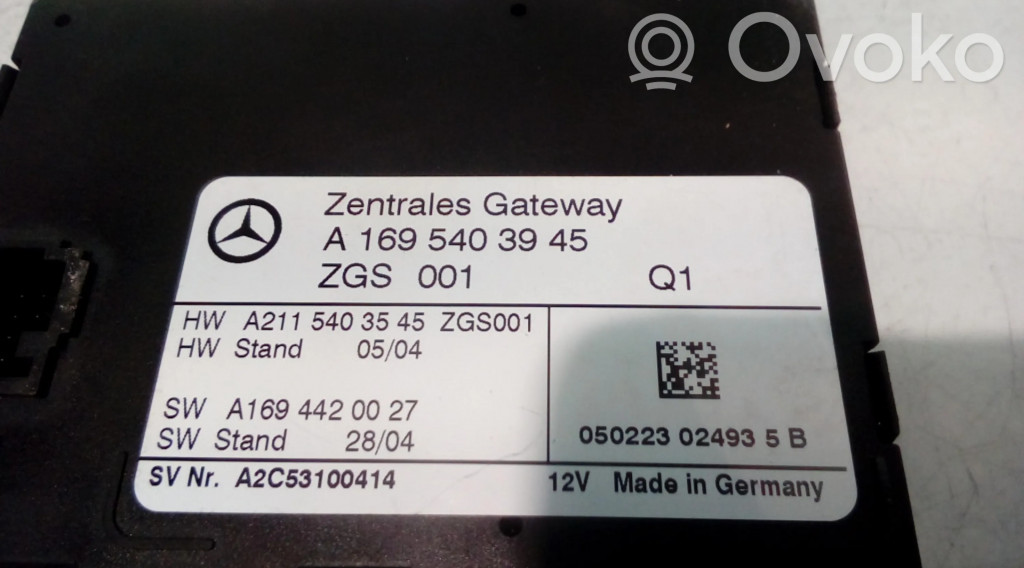 Ovoko
Zentrales Gateway
A 169 540 39 45
ZGS 001 Q1
HW A211 540 35 45 ZGS001
HW Stand 05/04
SW A169 442 00 27
SW Stand 28/04
050223 02493 5 B
SV Nr. A2C53100414 12V Made in Germany